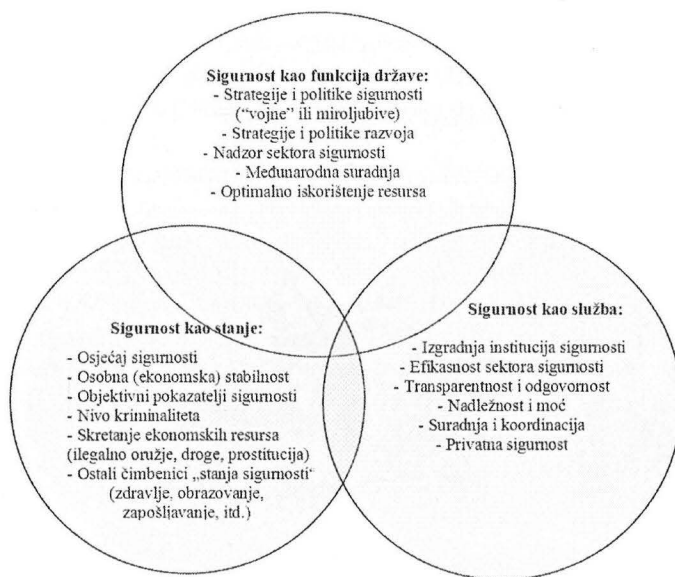 Sigurnost kao funkcija države:
- Strategije i politike sigurnosti
("vojne" ili miroljubive)
- Strategije i politike razvoja
- Nadzor sektora sigurnosti
- Međunarodna suradnja
- Optimalno iskorištenje resursa
Sigurnost kao stanje:
- Osjećaj sigurnosti
- Osobna (ekonomska) stabilnost
- Objektivni pokazatelji sigurnosti
- Nivo kriminaliteta
- Skretanje ekonomskih resursa
(ilegalno oružje, droge, prostitucija)
- Ostali čimbenici „stanja sigurnosti“
(zdravlje, obrazovanje,
zapošljavanje, itd.)
Sigurnost kao služba:
- Izgradnja institucija sigurnosti
- Efikasnost sektora sigurnosti
- Transparentnost i odgovornost
- Nadležnost i moć
- Suradnja i koordinacija
- Privatna sigurnost